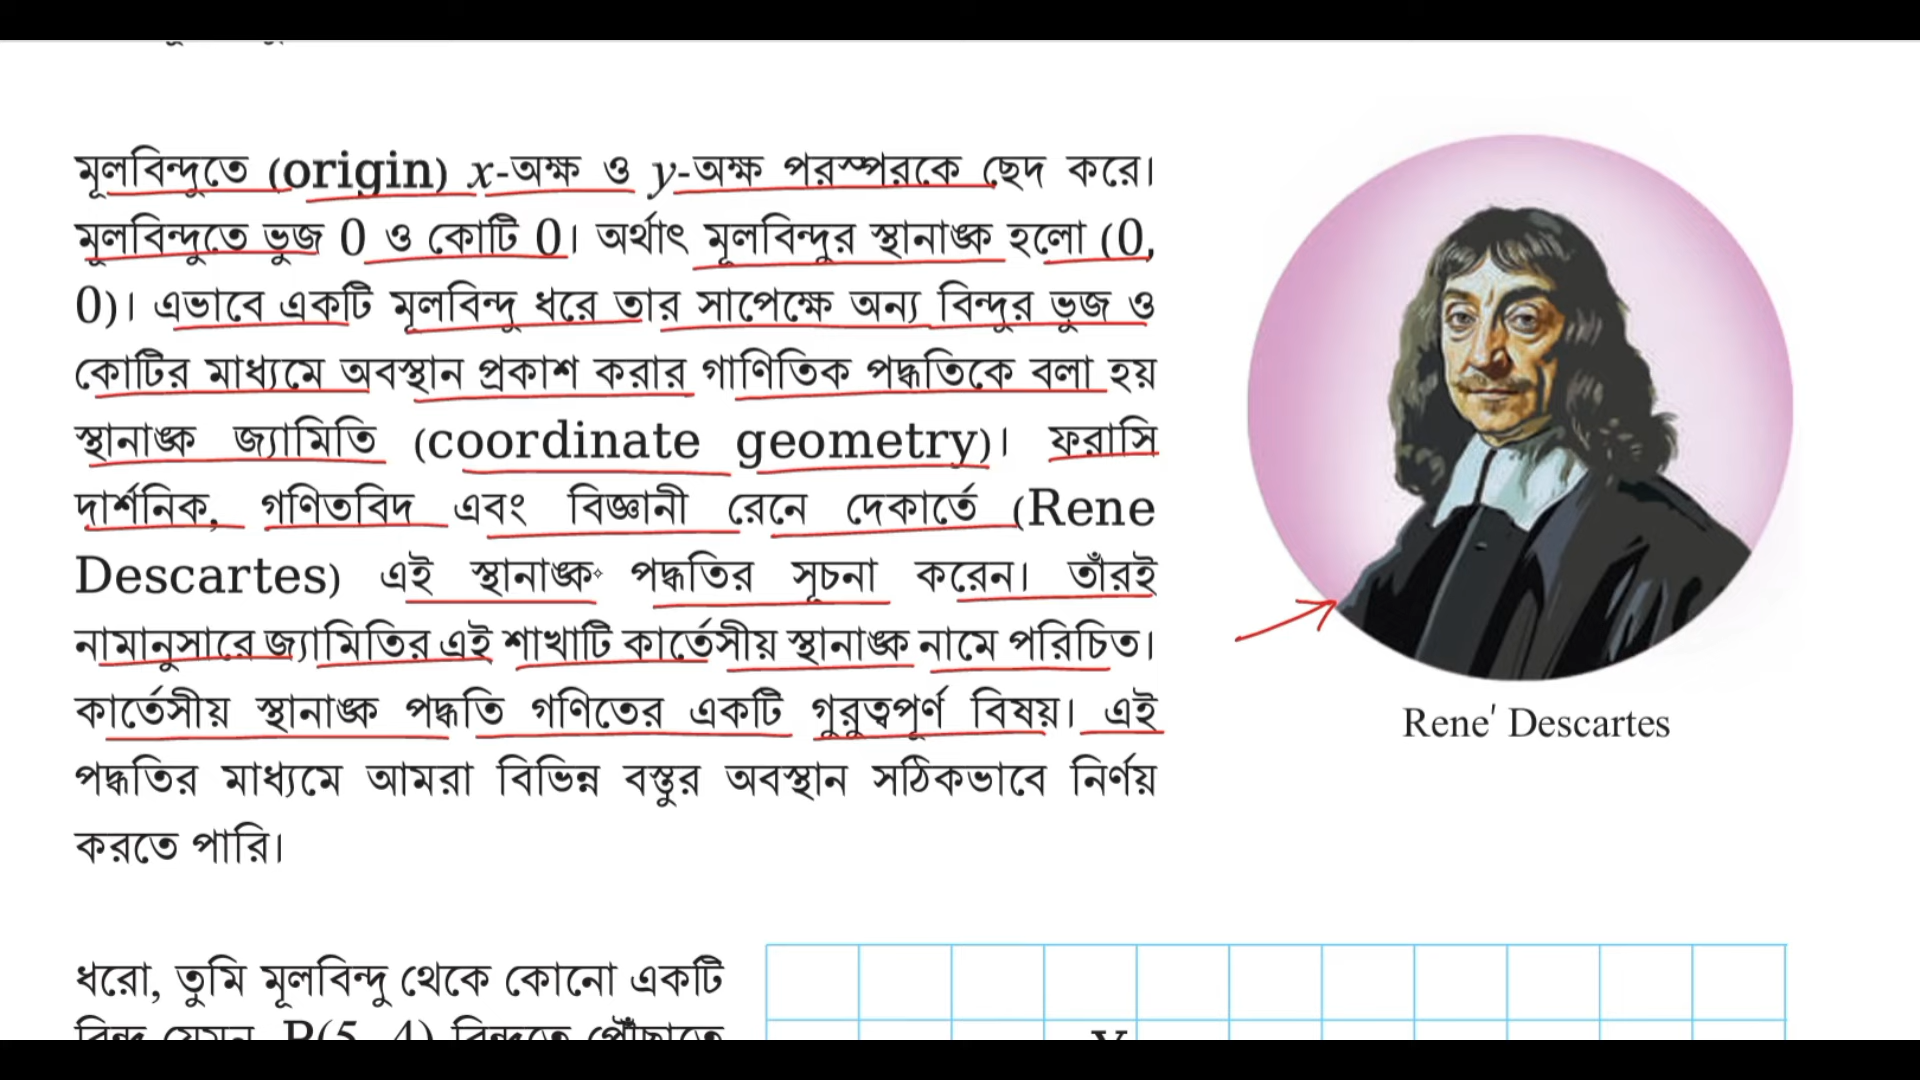 মূলবিন্দুতে (origin) x-অক্ষ ও y-অক্ষ পরস্পরকে ছেদ করে।
মূলবিন্দুতে ভুজ 0 ও কোটি 0। অর্থাৎ মূলবিন্দুর স্থানাঙ্ক হলো (0,
0)। এভাবে একটি মূলবিন্দু ধরে তার সাপেক্ষে অন্য বিন্দুর ভুজ ও
কোটির মাধ্যমে অবস্থান প্রকাশ করার গাণিতিক পদ্ধতিকে বলা হয়
স্থানাঙ্ক জ্যামিতি (coordinate geometry)। ফরাসি
দার্শনিক, গণিতবিদ এবং বিজ্ঞানী রেনে দেকার্তে (Rene
Descartes) এই স্থানাঙ্ক পদ্ধতির সূচনা করেন। তাঁরই
নামানুসারে জ্যামিতির এই শাখাটি কার্তেসীয় স্থানাঙ্ক নামে পরিচিত।
কার্তেসীয় স্থানাঙ্ক পদ্ধতি গণিতের একটি গুরুত্বপূর্ণ বিষয়। এই
পদ্ধতির মাধ্যমে আমরা বিভিন্ন বস্তুর অবস্থান সঠিকভাবে নির্ণয়
করতে পারি।
Rene′ Descartes
ধরো, তুমি মূলবিন্দু থেকে কোনো একটি
বিন্দু যেমন, P(5, 4) বিন্দুতে পৌঁছাতে
Y